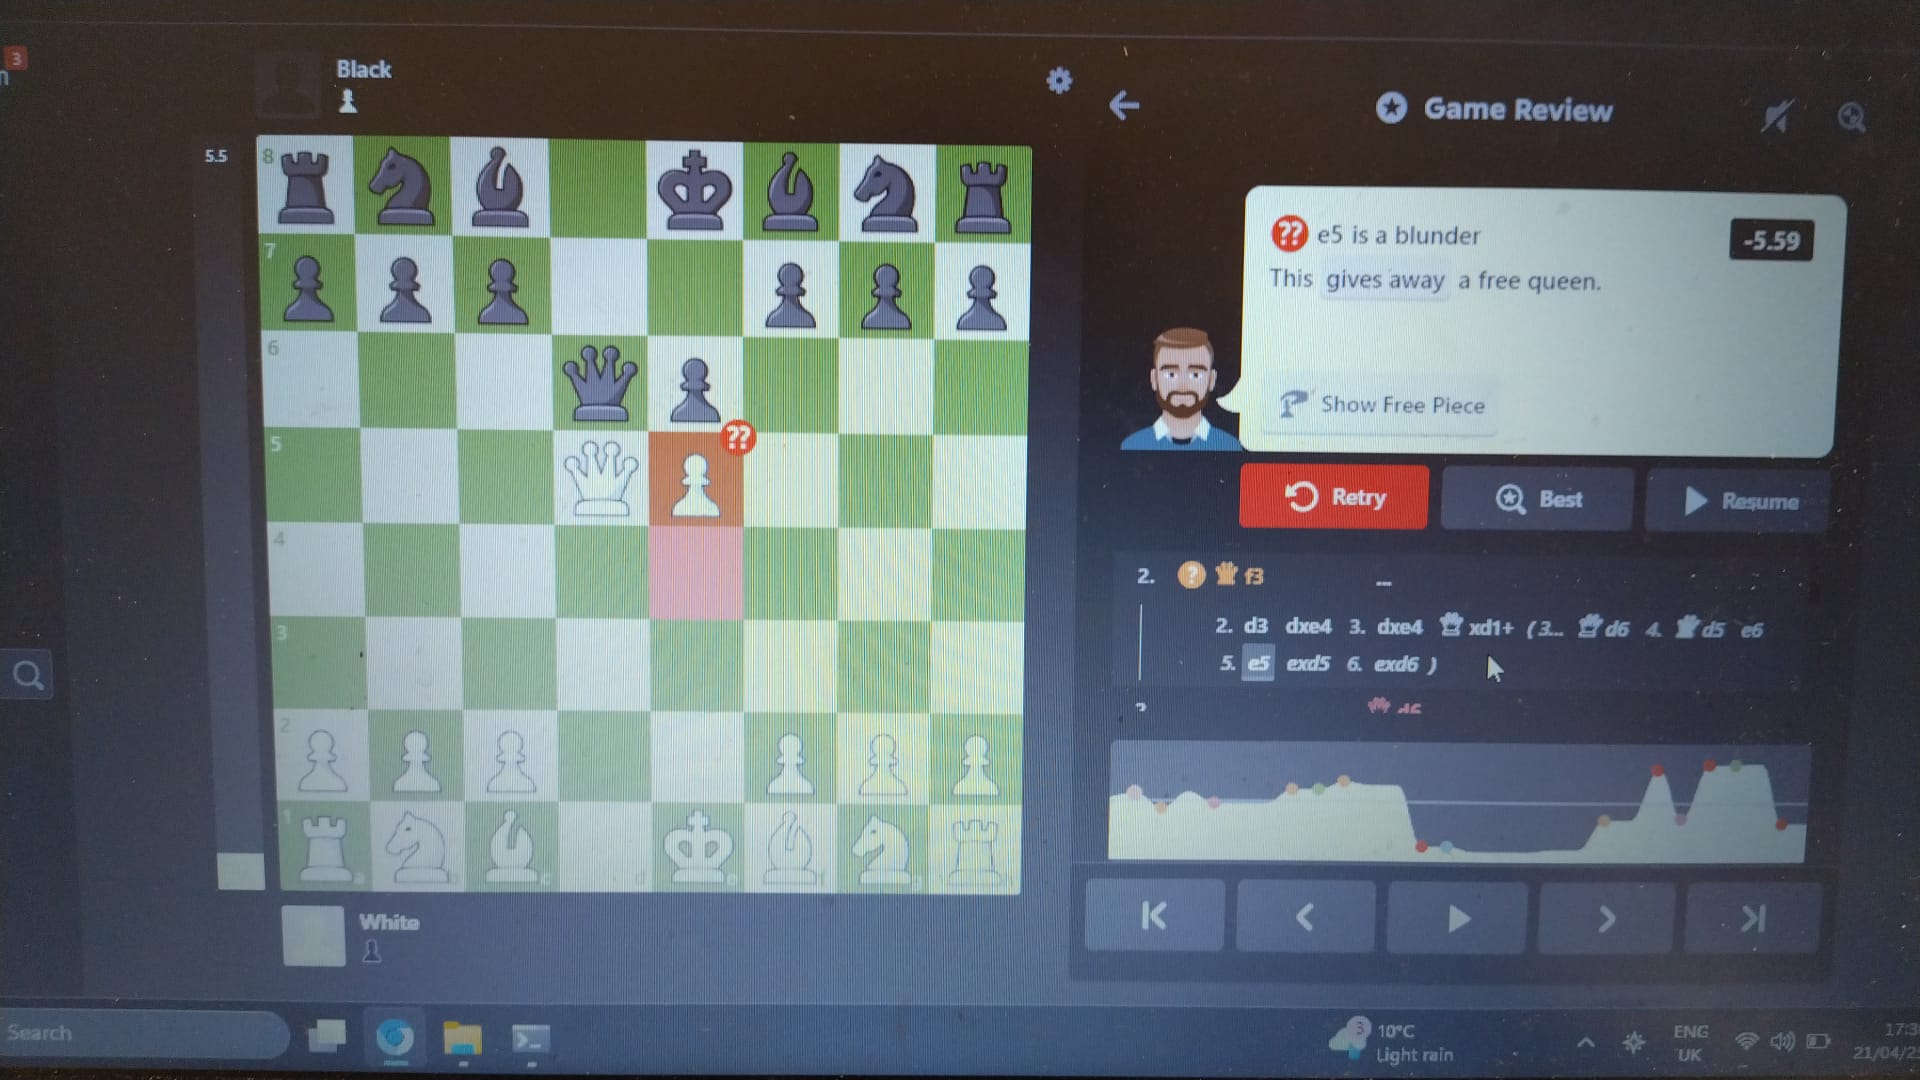 3
n
Black
5.5
8
7
6
5
4
3
2
1
a
b
c
d
e
f
g
??
White
Game Review
?? e5 is a blunder
-5.59
This gives away a free queen.
Show Free Piece
Retry
Best
Resume
2. ? f3 ...
2. d3 dxe4 3. dxe4 xd1+ (3... d6 4. d5 e6
5. e5 exd5 6. exd6 )
Search
3
10°C
Light rain
ENG
UK
17:3
21/04/2